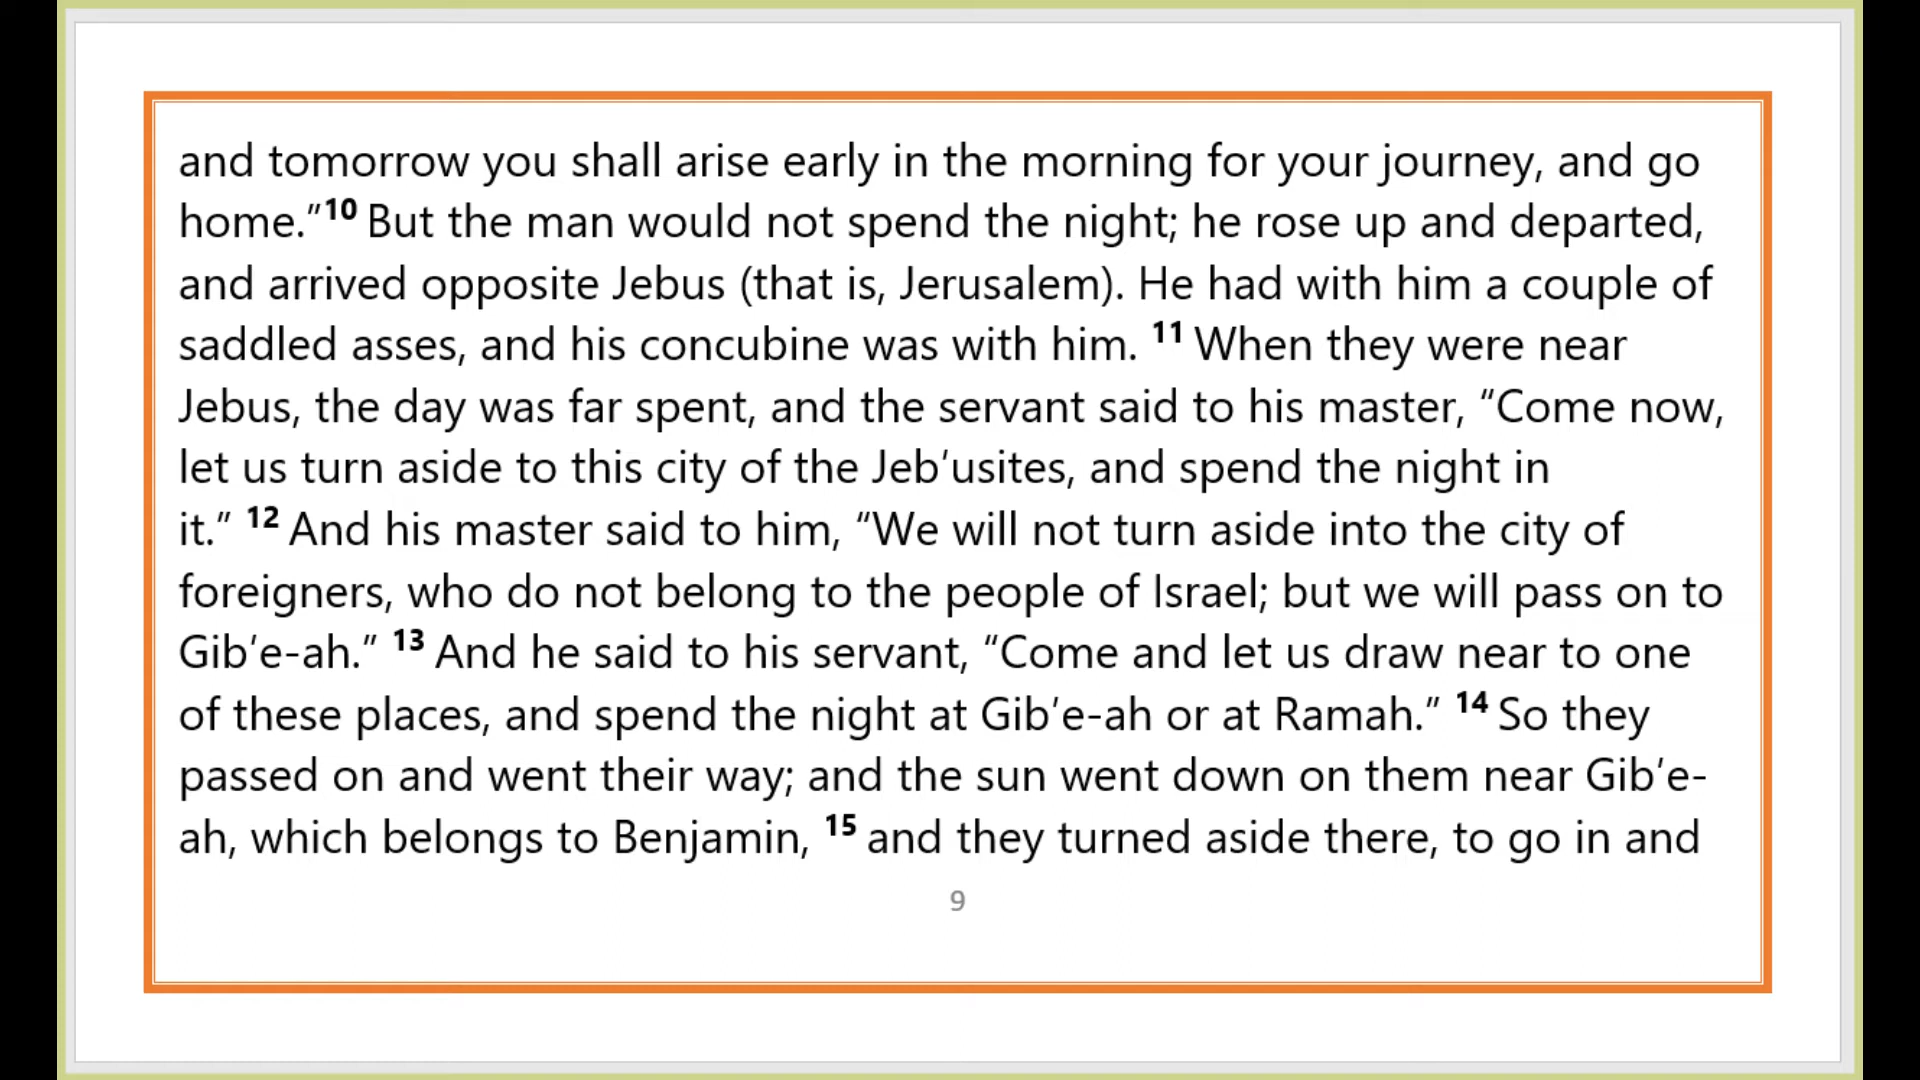 and tomorrow you shall arise early in the morning for your journey, and go
home.”10 But the man would not spend the night; he rose up and departed,
and arrived opposite Jebus (that is, Jerusalem). He had with him a couple of
saddled asses, and his concubine was with him. 11 When they were near
Jebus, the day was far spent, and the servant said to his master, “Come now,
let us turn aside to this city of the Jeb′usites, and spend the night in
it.” 12 And his master said to him, “We will not turn aside into the city of
foreigners, who do not belong to the people of Israel; but we will pass on to
Gib′e-ah.” 13 And he said to his servant, “Come and let us draw near to one
of these places, and spend the night at Gib′e-ah or at Ramah.” 14 So they
passed on and went their way; and the sun went down on them near Gib′e-
ah, which belongs to Benjamin, 15 and they turned aside there, to go in and
9